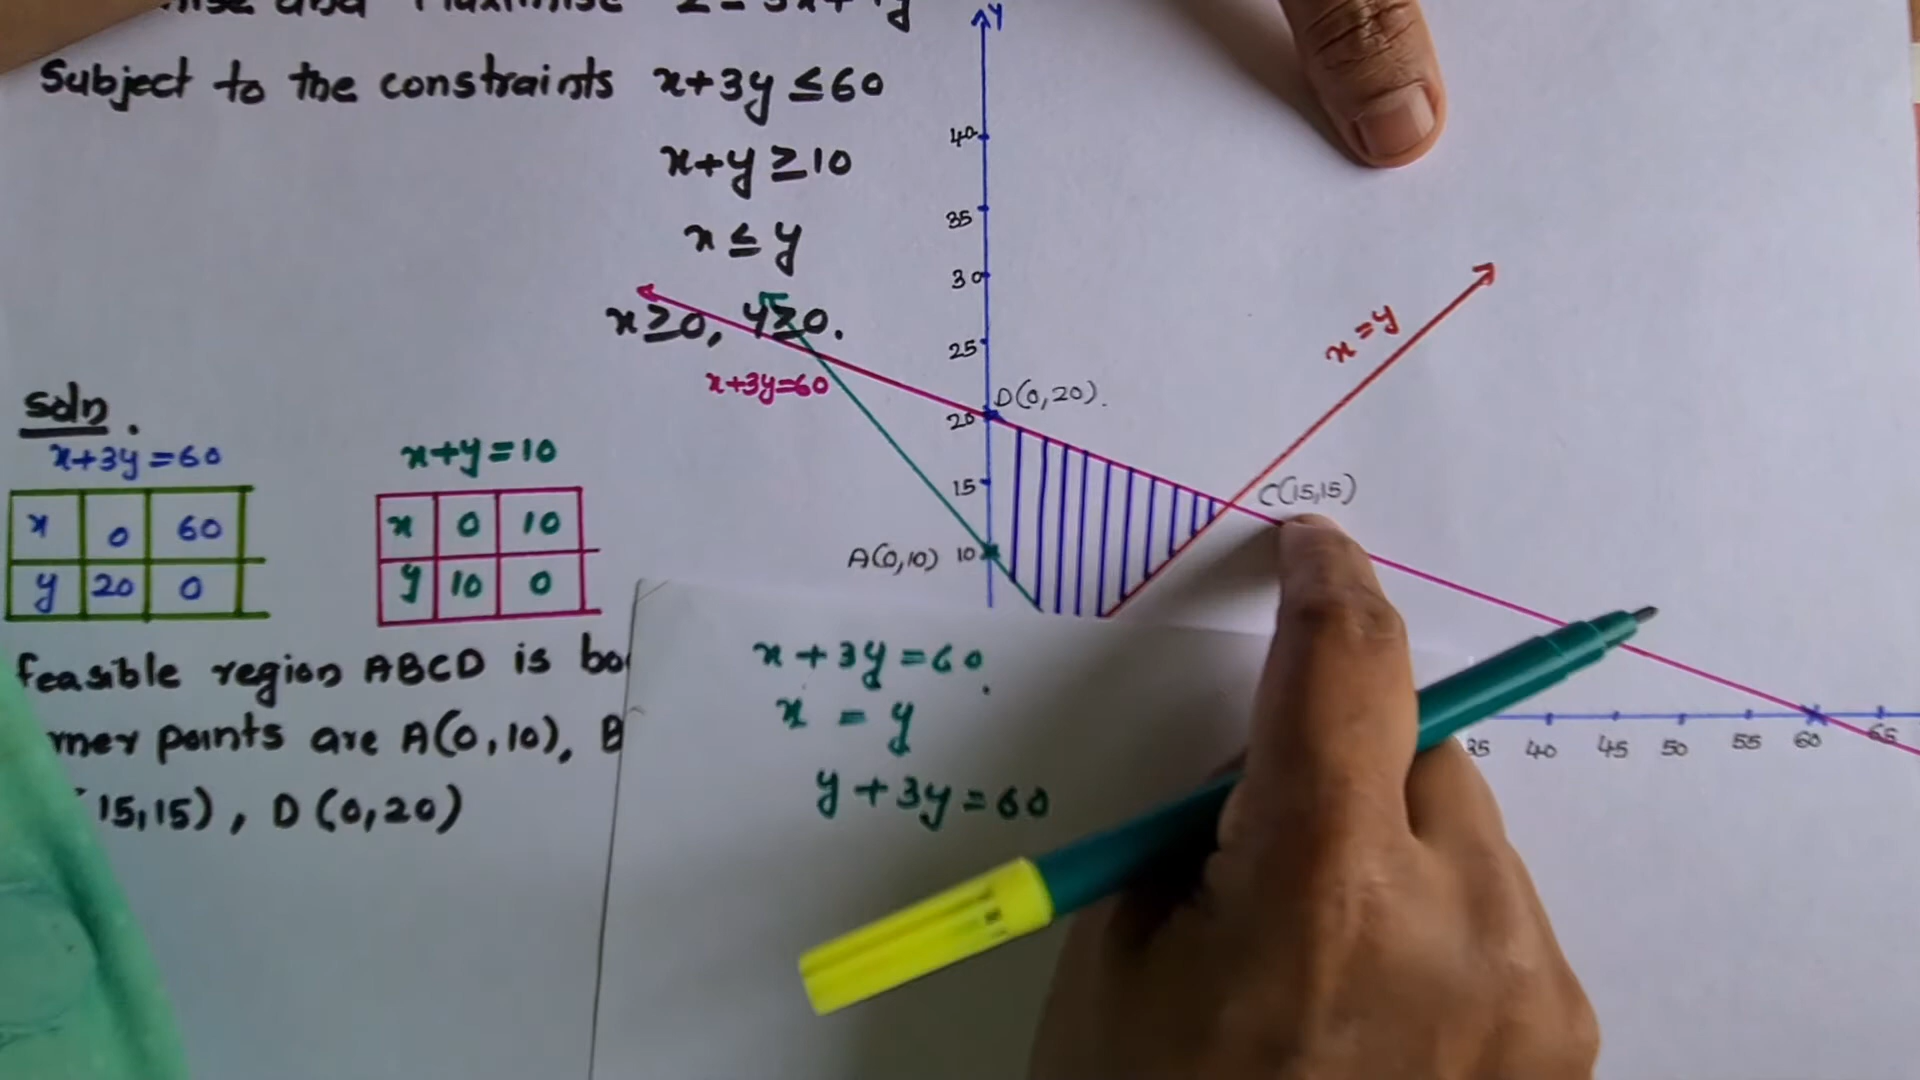 and Maximise Z = 3x+
Subject to the constraints x+3y ≤ 60
x+y ≥ 10
x ≤ y
x ≥ 0, y ≥ 0.
Soln.
x+3y=60
x 0 60
y 20 0
x+y=10
x 0 10
y 10 0
feasible region ABCD is bo
rner points are A(0,10), B
15,15), D(0,20)
Y
40
35
30
25
20
15
10
D(0,20).
x+3y=60
x=y
C(15,15)
A(0,10)
x+3y=60.
x = y
y+3y=60
35 40 45 50 55 60 65